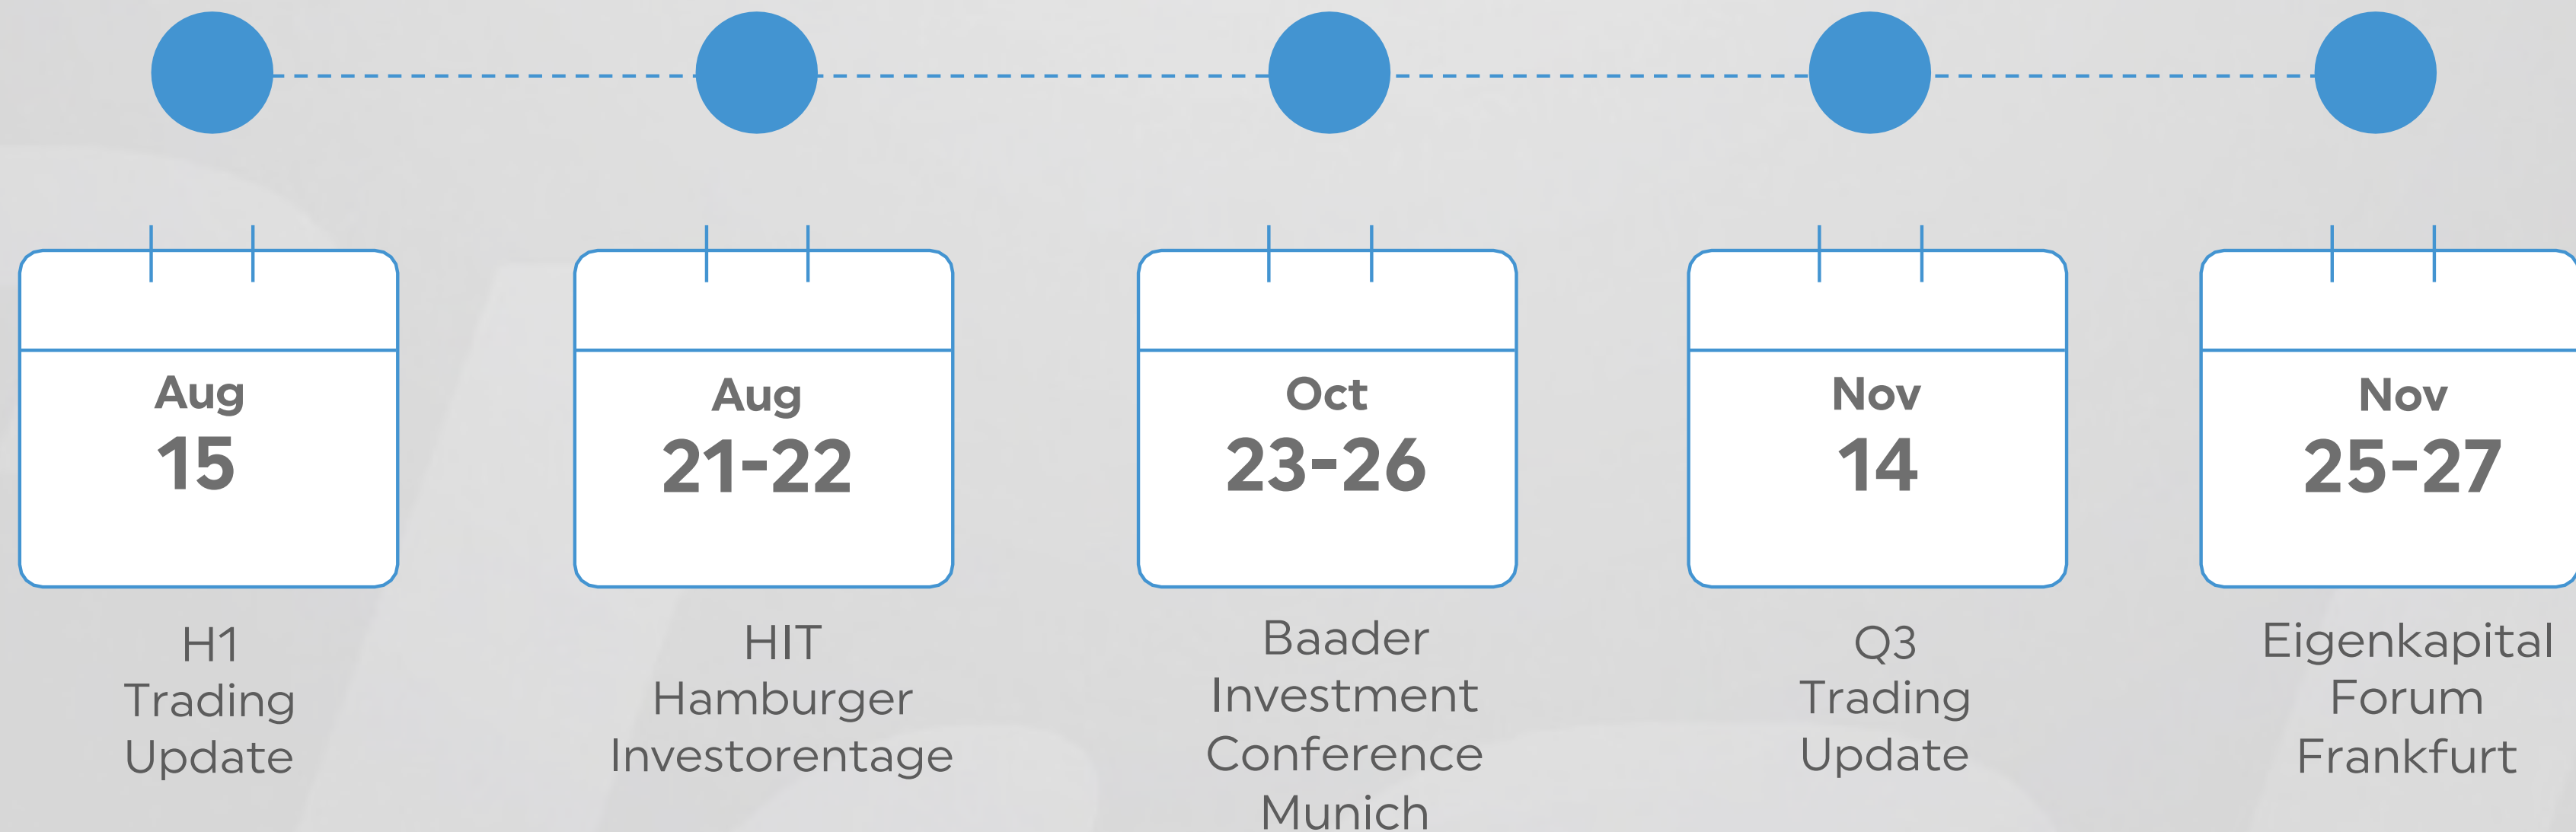 Aug
15
H1
Trading
Update
Aug
21-22
HIT
Hamburger
Investorentage
Oct
23-26
Baader
Investment
Conference
Munich
Nov
14
Q3
Trading
Update
Nov
25-27
Eigenkapital
Forum
Frankfurt